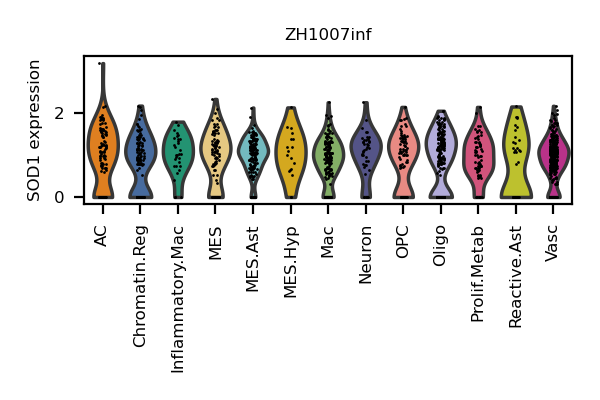 ZH1007inf
SOD1 expression
2
0
AC
Chromatin.Reg
Inflammatory.Mac
MES
MES.Ast
MES.Hyp
Mac
Neuron
OPC
Oligo
Prolif.Metab
Reactive.Ast
Vasc